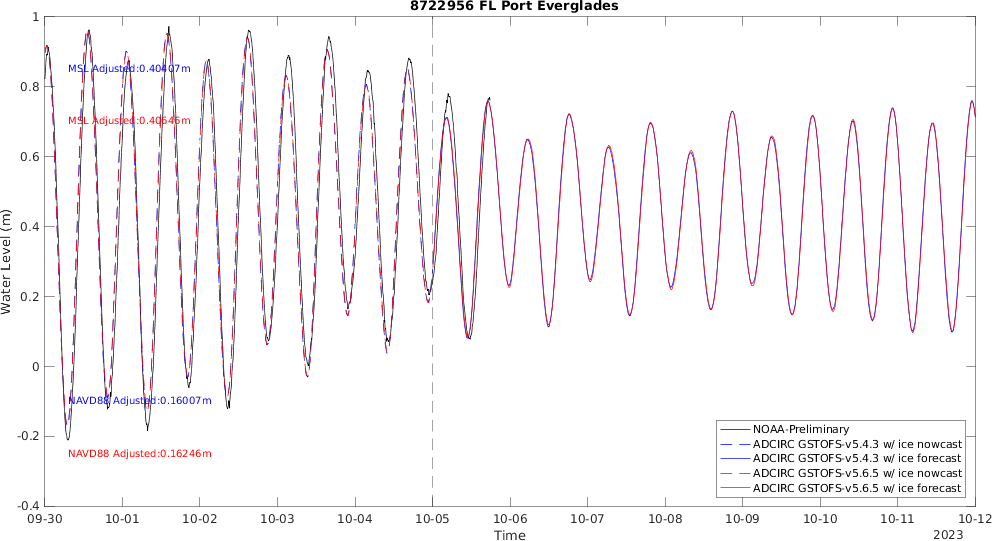 8722956 FL Port Everglades
Water Level (m)
1
0.8
0.6
0.4
0.2
0
-0.2
-0.4
MSL Adjusted:0.40407m
MSL Adjusted:0.40646m
NAVD88 Adjusted:0.16007m
NAVD88 Adjusted:0.16246m
NOAA-Preliminary
ADCIRC GSTOFS-v5.4.3 w/ ice nowcast
ADCIRC GSTOFS-v5.4.3 w/ ice forecast
ADCIRC GSTOFS-v5.6.5 w/ ice nowcast
ADCIRC GSTOFS-v5.6.5 w/ ice forecast
09-30 10-01 10-02 10-03 10-04 10-05 10-06 10-07 10-08 10-09 10-10 10-11 10-12
Time
2023